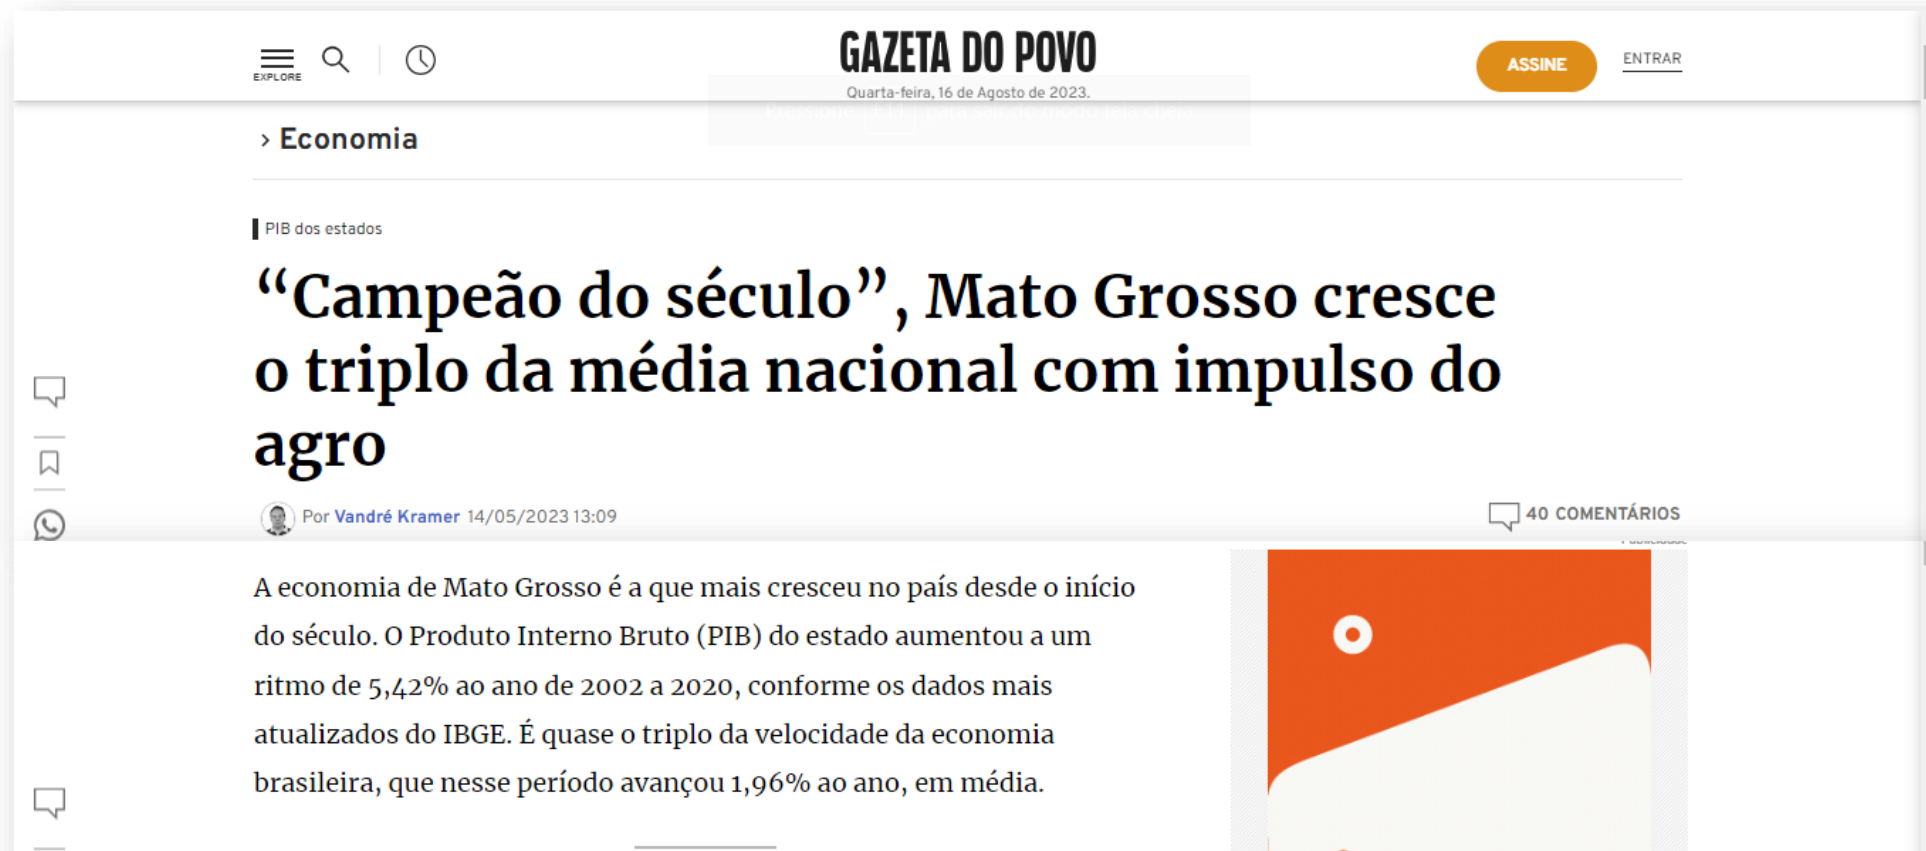 EXPLORE
GAZETA DO POVO
Quarta-feira, 16 de Agosto de 2023.
ASSINE
ENTRAR
› Economia
PIB dos estados
“Campeão do século”, Mato Grosso cresce
o triplo da média nacional com impulso do
agro
Por Vandré Kramer 14/05/2023 13:09
40 COMENTÁRIOS
A economia de Mato Grosso é a que mais cresceu no país desde o início
do século. O Produto Interno Bruto (PIB) do estado aumentou a um
ritmo de 5,42% ao ano de 2002 a 2020, conforme os dados mais
atualizados do IBGE. É quase o triplo da velocidade da economia
brasileira, que nesse período avançou 1,96% ao ano, em média.